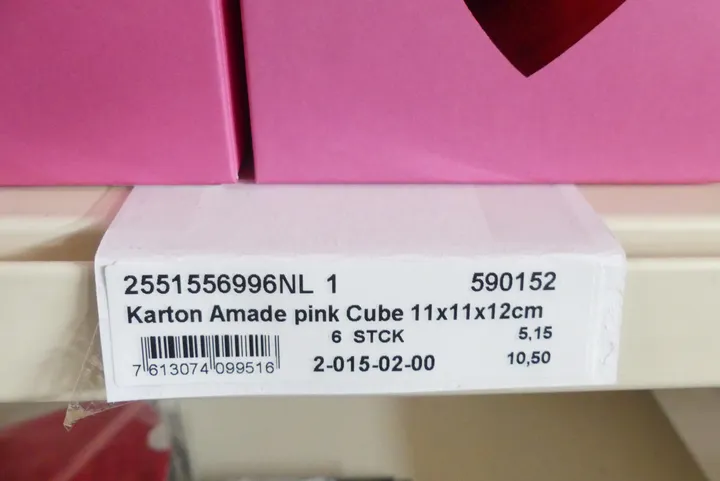 2551556996NL 1 590152
Karton Amade pink Cube 11x11x12cm
6 STCK 5,15
7 613074 099516 2-015-02-00 10,50